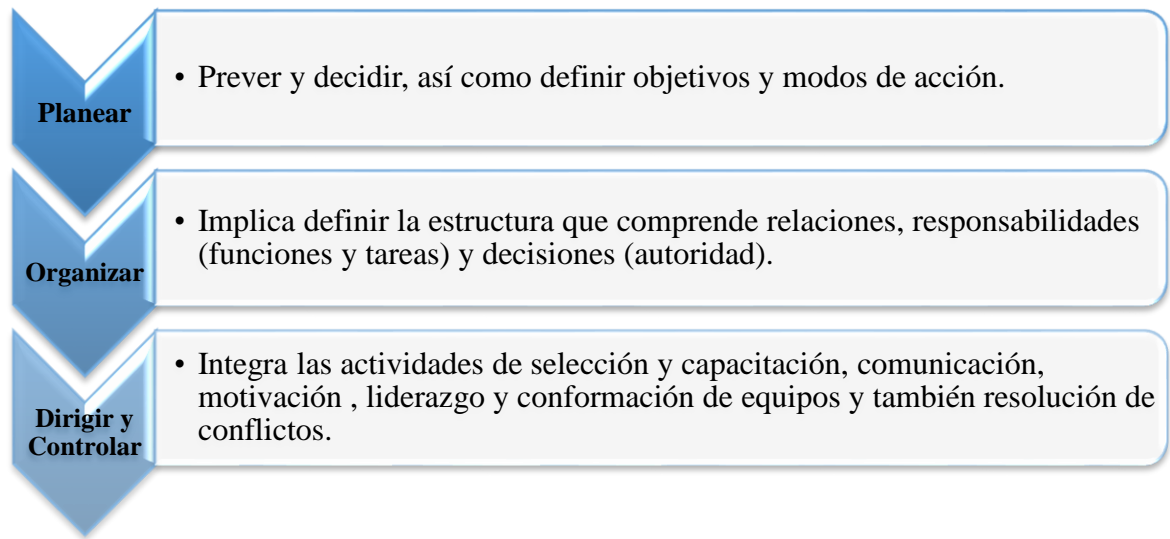 Planear
• Prever y decidir, así como definir objetivos y modos de acción.
Organizar
• Implica definir la estructura que comprende relaciones, responsabilidades
(funciones y tareas) y decisiones (autoridad).
Dirigir y
Controlar
• Integra las actividades de selección y capacitación, comunicación,
motivación , liderazgo y conformación de equipos y también resolución de
conflictos.